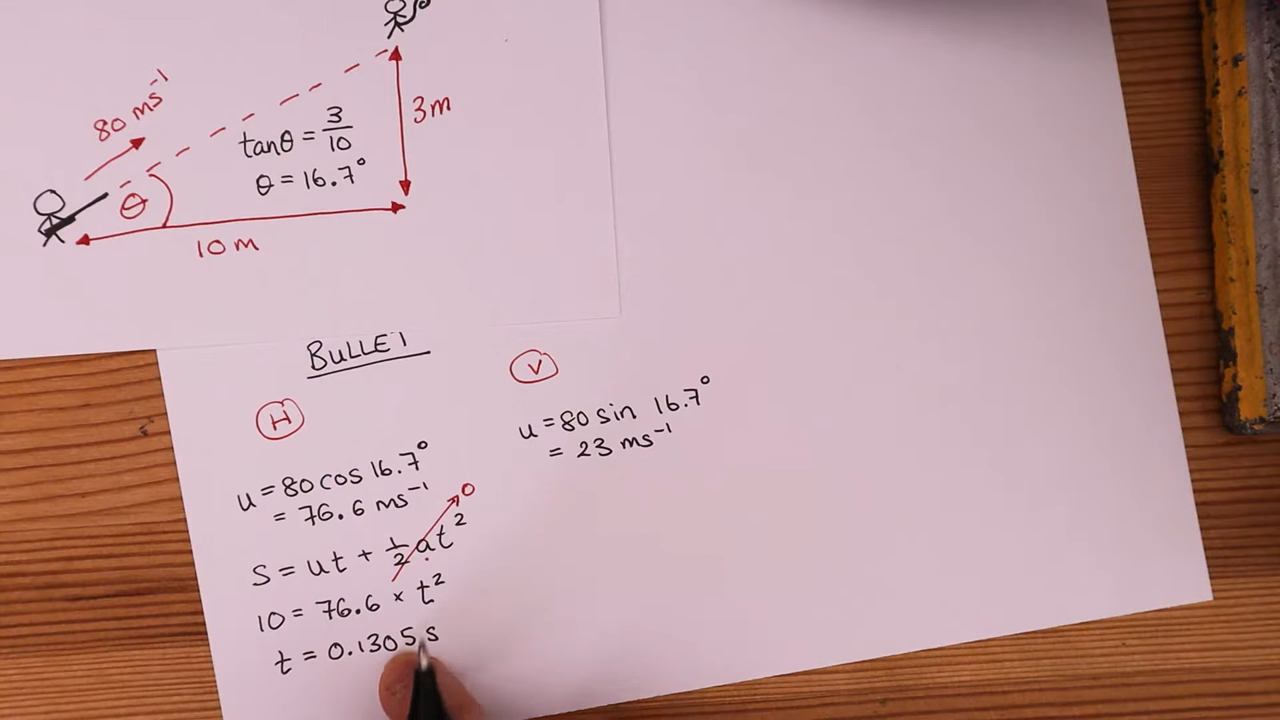 80 ms⁻¹
3m
tanθ = 3/10
θ = 16.7°
θ
10 m
BULLET
H
u = 80 cos 16.7°
= 76.6 ms⁻¹
s = ut + ½at² 0
10 = 76.6 × t²
t = 0.1305 s
V
u = 80 sin 16.7°
= 23 ms⁻¹